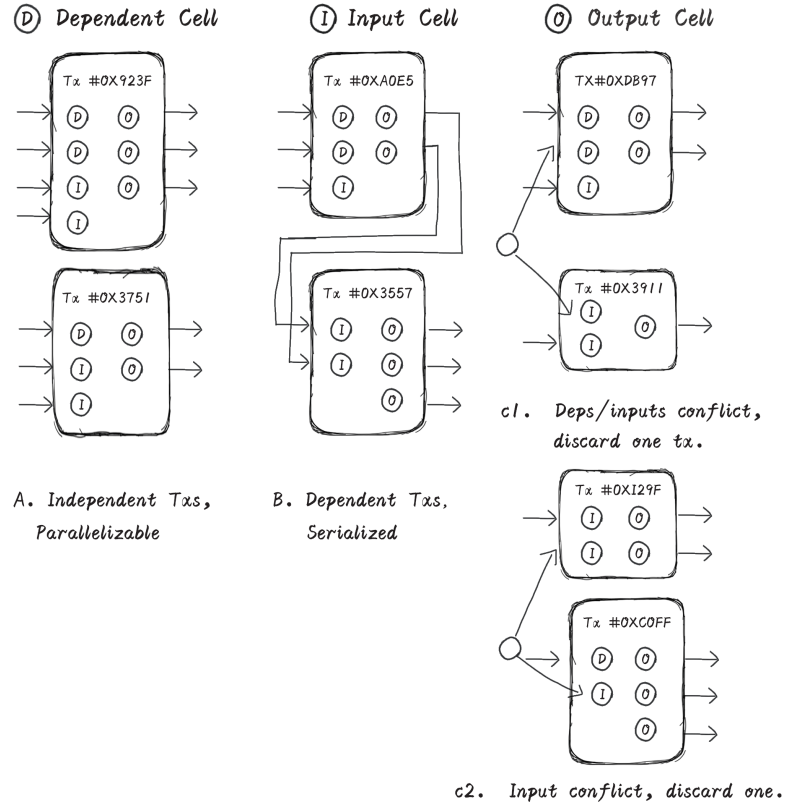 D Dependent Cell
I Input Cell
O Output Cell
Tx #0X923F
D O
D O
I O
I
Tx #0X3751
D O
I O
I
A. Independent Txs,
Parallelizable
Tx #0XA0E5
D O
D O
I
Tx #0X3557
I O
I O
O
B. Dependent Txs,
Serialized
TX#0XDB97
D O
D O
I
Tx #0X3911
I
O
I
c1. Deps/inputs conflict,
discard one tx.
Tx #0X129F
I O
I O
Tx #0XC0FF
D O
I O
O
c2. Input conflict, discard one.